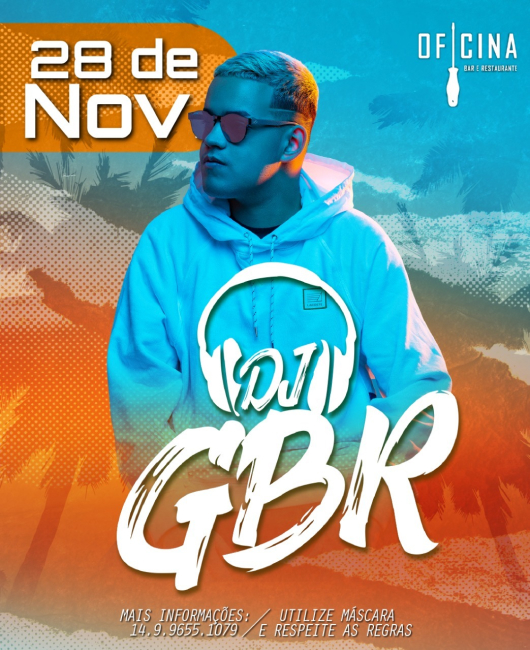 28 de
Nov
OFICINA
BAR E RESTAURANTE
DJ
GBR
MAIS INFORMAÇÕES: / UTILIZE MÁSCARA
14.9.9655.1079 / E RESPEITE AS REGRAS